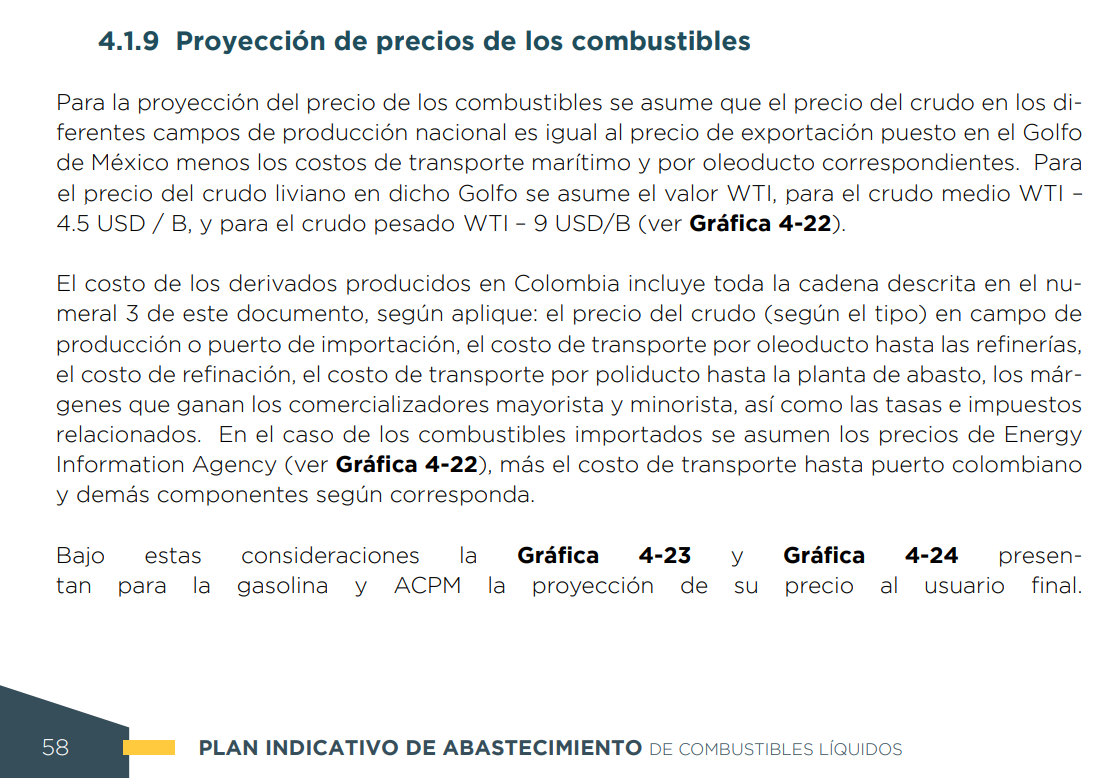 4.1.9 Proyección de precios de los combustibles
Para la proyección del precio de los combustibles se asume que el precio del crudo en los di-
ferentes campos de producción nacional es igual al precio de exportación puesto en el Golfo
de México menos los costos de transporte marítimo y por oleoducto correspondientes. Para
el precio del crudo liviano en dicho Golfo se asume el valor WTI, para el crudo medio WTI –
4.5 USD / B, y para el crudo pesado WTI – 9 USD/B (ver Gráfica 4-22).
El costo de los derivados producidos en Colombia incluye toda la cadena descrita en el nu-
meral 3 de este documento, según aplique: el precio del crudo (según el tipo) en campo de
producción o puerto de importación, el costo de transporte por oleoducto hasta las refinerías,
el costo de refinación, el costo de transporte por poliducto hasta la planta de abasto, los már-
genes que ganan los comercializadores mayorista y minorista, así como las tasas e impuestos
relacionados. En el caso de los combustibles importados se asumen los precios de Energy
Information Agency (ver Gráfica 4-22), más el costo de transporte hasta puerto colombiano
y demás componentes según corresponda.
Bajo estas consideraciones la Gráfica 4-23 y Gráfica 4-24 presen-
tan para la gasolina y ACPM la proyección de su precio al usuario final.
58 PLAN INDICATIVO DE ABASTECIMIENTO DE COMBUSTIBLES LÍQUIDOS